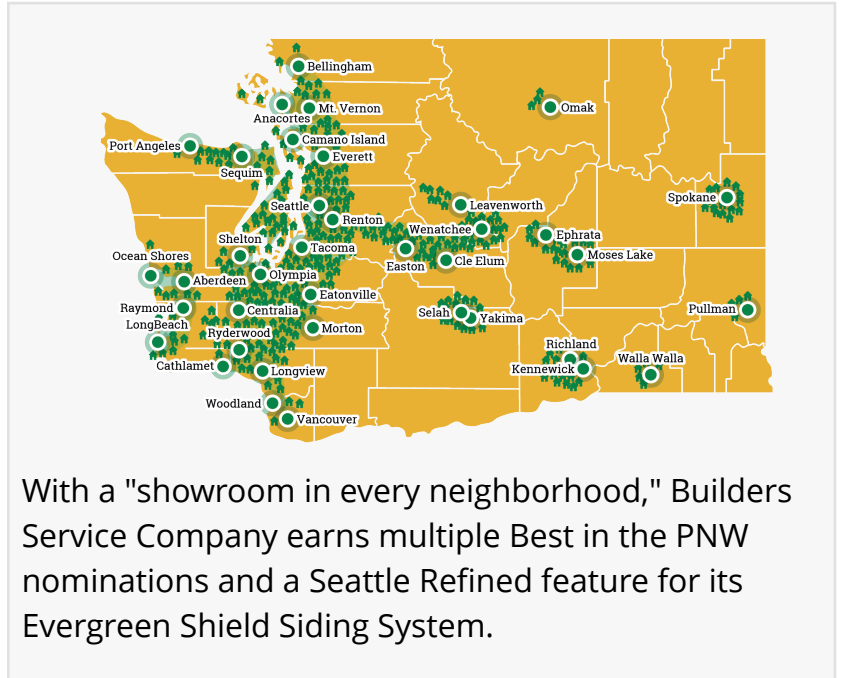 Bellingham
Omak
Anacortes
Mt. Vernon
Port Angeles
Camano Island
Everett
Sequim
Spokane
Seattle
Leavenworth
Renton
Wenatchee
Ephrata
Shelton
Tacoma
Moses Lake
Ocean Shores
Easton
Cle Elum
Olympia
Aberdeen
Eatonville
Raymond
Centralia
Selah
Yakima
Pullman
LongBeach
Ryderwood
Morton
Richland
Walla Walla
Cathlamet
Longview
Kennewick
Woodland
Vancouver
With a "showroom in every neighborhood," Builders
Service Company earns multiple Best in the PNW
nominations and a Seattle Refined feature for its
Evergreen Shield Siding System.